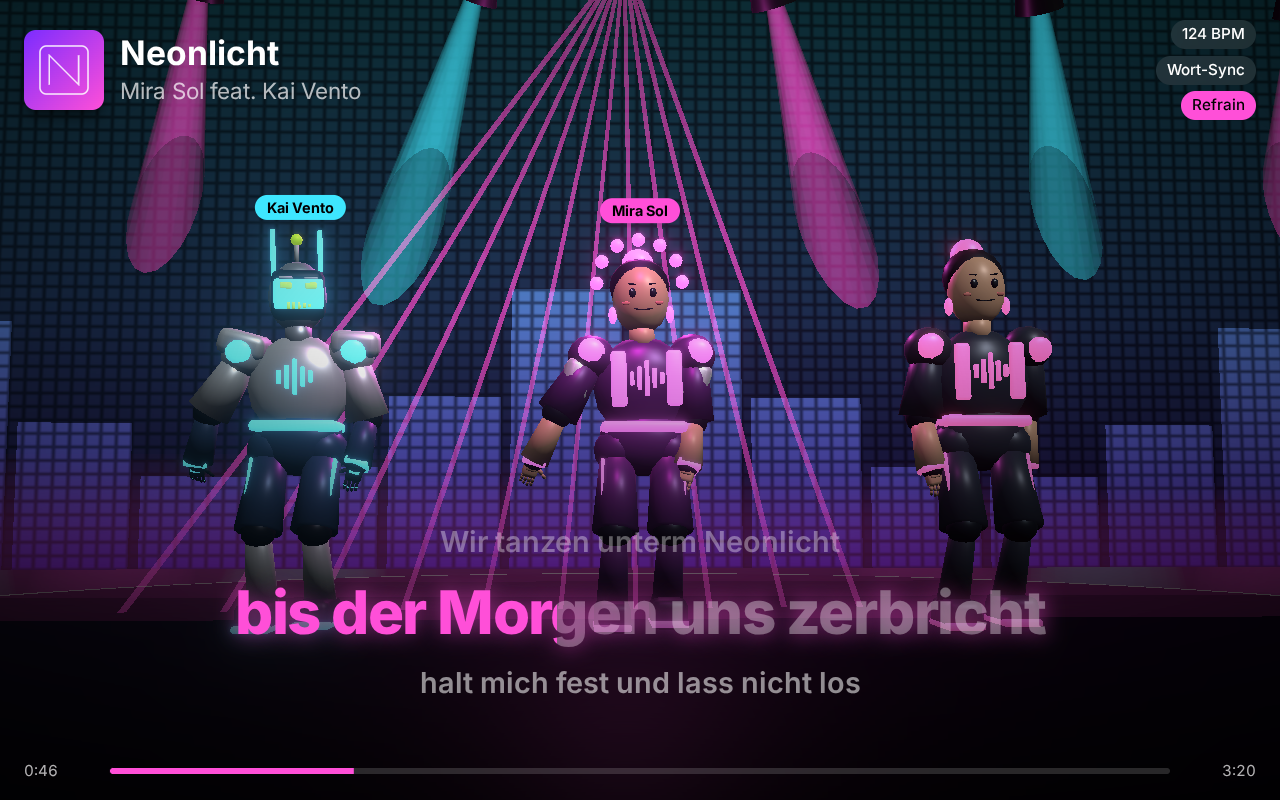 Neonlicht
Mira Sol feat. Kai Vento
124 BPM
Wort-Sync
Refrain
Kai Vento
Mira Sol
Wir tanzen unterm Neonlicht
bis der Morgen uns zerbricht
halt mich fest und lass nicht los
0:46
3:20